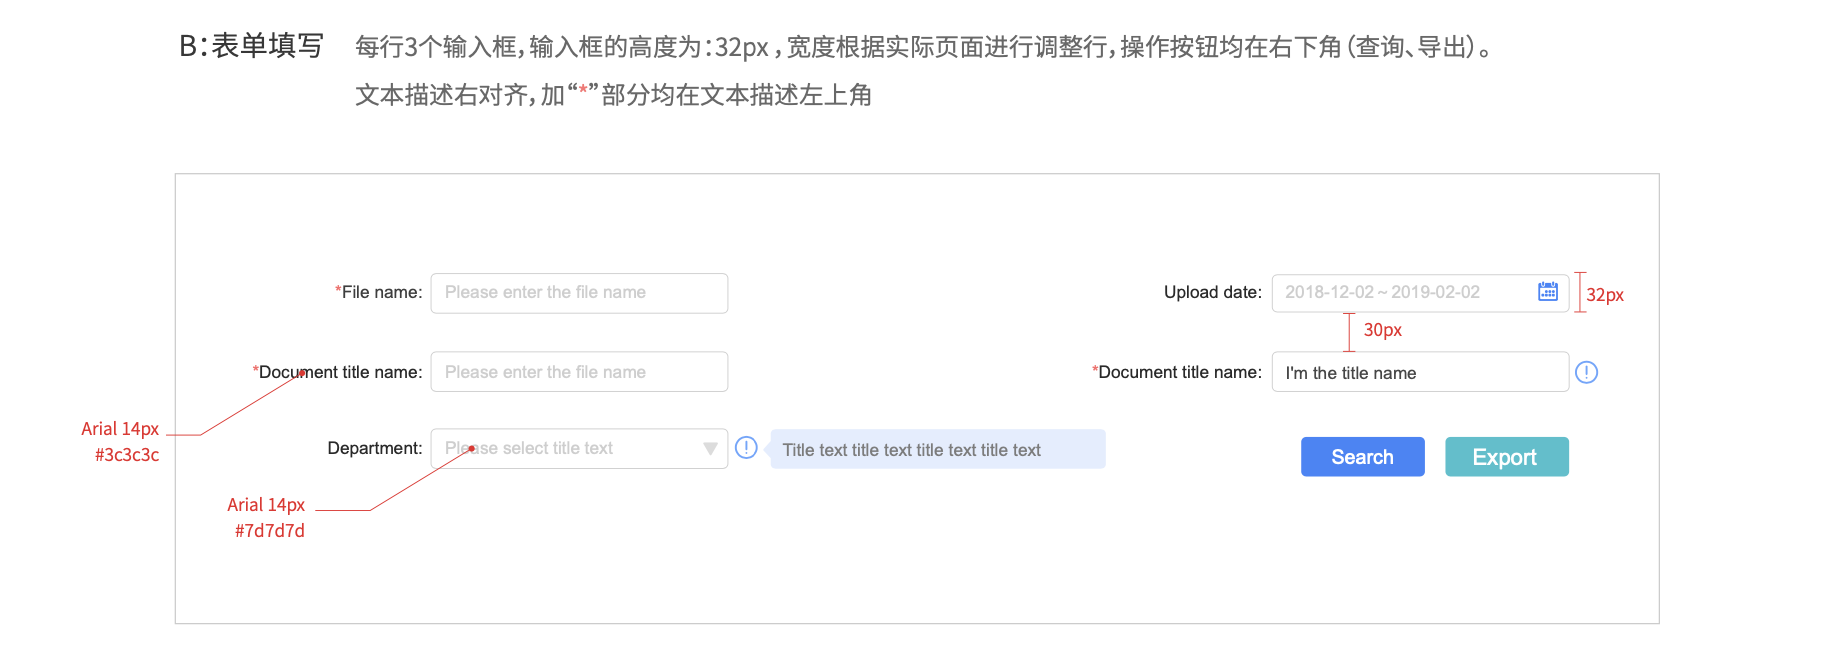 B：表单填写 每行3个输入框，输入框的高度为：32px，宽度根据实际页面进行调整行，操作按钮均在右下角（查询、导出）。
文本描述右对齐，加“*”部分均在文本描述左上角
*File name: Please enter the file name
Upload date: 2018-12-02 ~ 2019-02-02
32px
30px
*Document title name: Please enter the file name
*Document title name: I'm the title name
Arial 14px
#3c3c3c
Department: Please select title text
Title text title text title text title text
Search
Export
Arial 14px
#7d7d7d